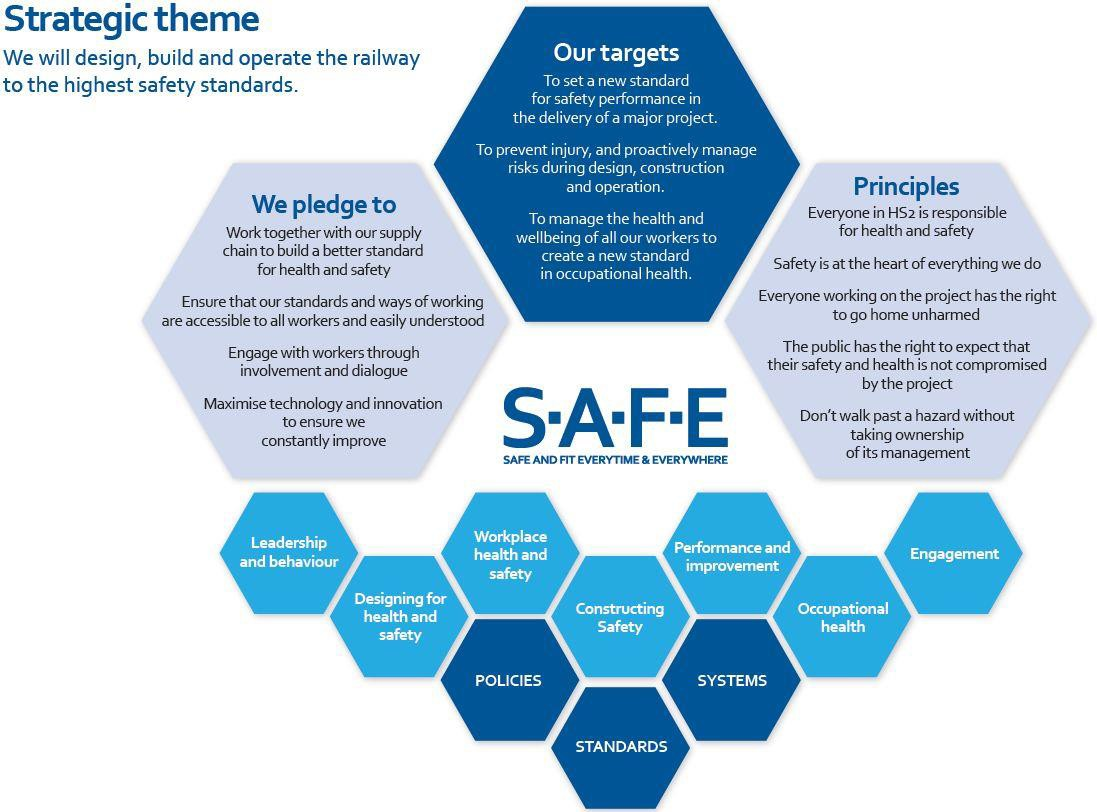 Strategic theme
We will design, build and operate the railway
to the highest safety standards.
Our targets
To set a new standard
for safety performance in
the delivery of a major project.
To prevent injury, and proactively manage
risks during design, construction
and operation.
To manage the health and
wellbeing of all our workers to
create a new standard
in occupational health.
We pledge to
Work together with our supply
chain to build a better standard
for health and safety
Ensure that our standards and ways of working
are accessible to all workers and easily understood
Engage with workers through
involvement and dialogue
Maximise technology and innovation
to ensure we
constantly improve
Principles
Everyone in HS2 is responsible
for health and safety
Safety is at the heart of everything we do
Everyone working on the project has the right
to go home unharmed
The public has the right to expect that
their safety and health is not compromised
by the project
Don't walk past a hazard without
taking ownership
of its management
S·A·F·E
SAFE AND FIT EVERYTIME & EVERYWHERE
Leadership
and behaviour
Designing for
health and
safety
Workplace
health and
safety
Constructing
Safety
Performance and
improvement
Occupational
health
Engagement
POLICIES
STANDARDS
SYSTEMS